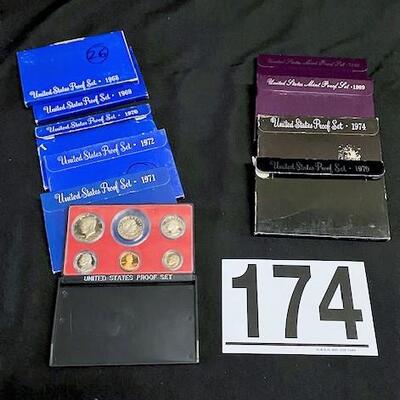 26
United States Proof Set · 1968
United States Proof Set · 1969
United States Proof Set · 1970
United States Proof Set · 1972
United States Proof Set · 1971
UNITED STATES PROOF SET
United States Mint Proof Set ·
United States Mint Proof Set · 1989
United States Proof Set · 1974
1979
174